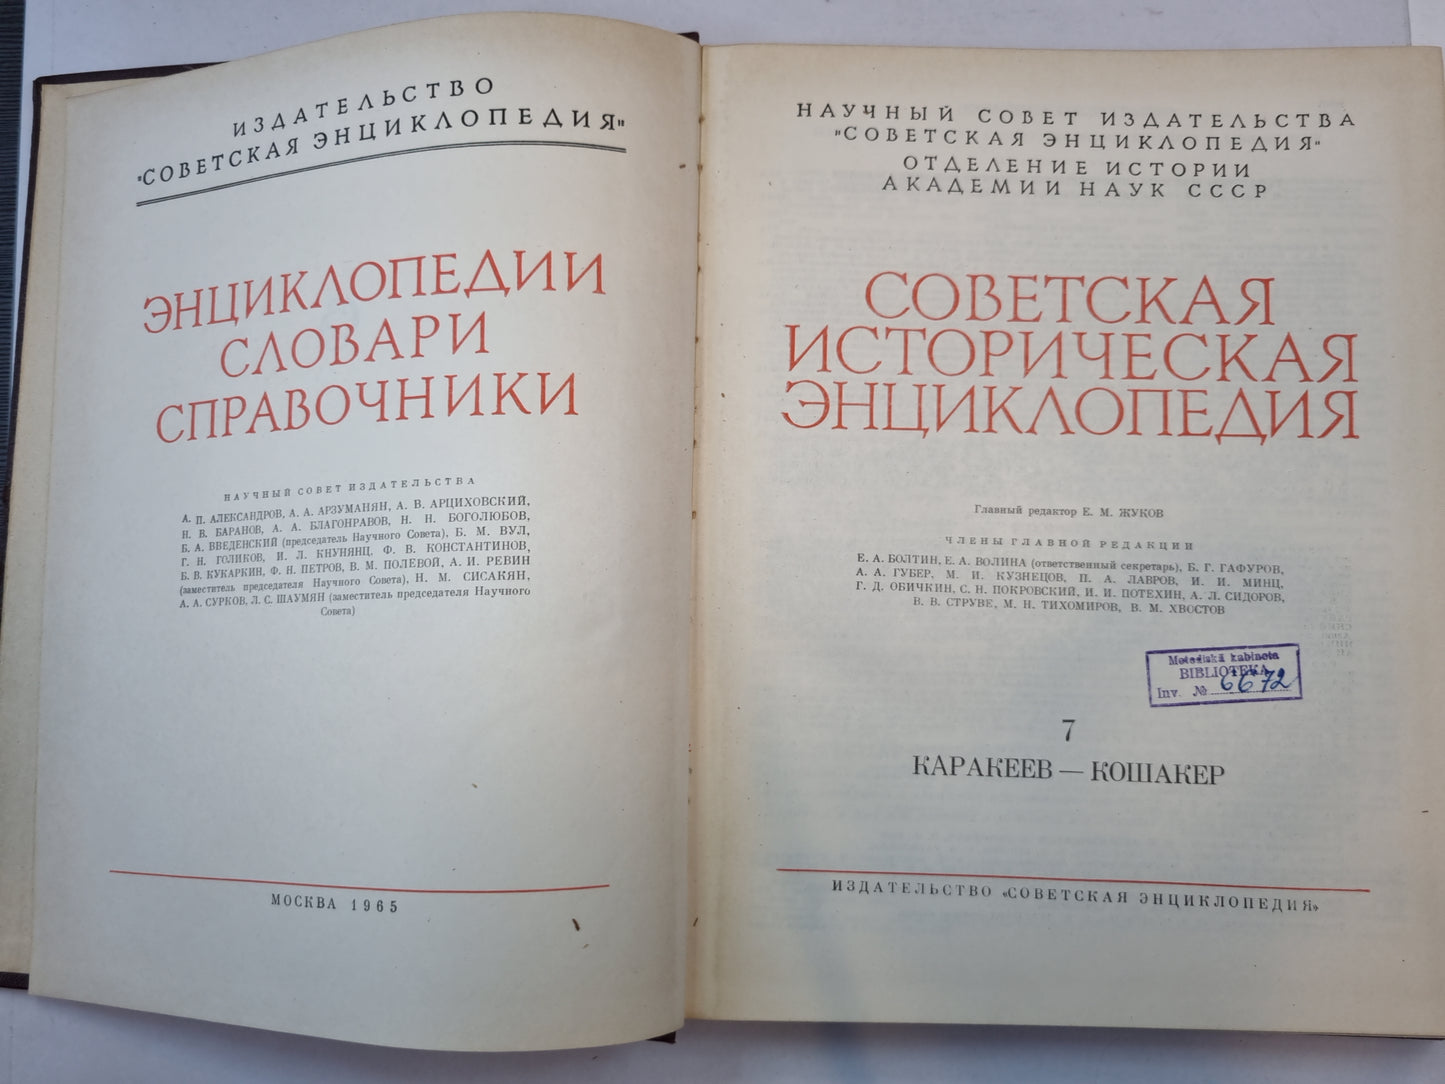 ИЗДАТЕЛЬСТВО
"СОВЕТСКАЯ ЭНЦИКЛОПЕДИЯ"
ЭНЦИКЛОПЕДИИ
СЛОВАРИ
СПРАВОЧНИКИ
НАУЧНЫЙ СОВЕТ ИЗДАТЕЛЬСТВА
А. П. АЛЕКСАНДРОВ, А. А. АРЗУМАНЯН, А. В. АРЦИХОВСКИЙ,
Н. В. БАРАНОВ, А. А. БЛАГОНРАВОВ, Н. Н. БОГОЛЮБОВ,
Б. А. ВВЕДЕНСКИЙ (председатель Научного Совета), Б. М. ВУЛ,
Г. Н. ГОЛИКОВ, И. Л. КНУНЯНЦ, Ф. В. КОНСТАНТИНОВ,
Б. В. КУКАРКИН, Ф. Н. ПЕТРОВ, В. М. ПОЛЕВОЙ, А. И. РЕВИН
(заместитель председателя Научного Совета), Н. М. СИСАКЯН,
А. А. СУРКОВ, Л. С. ШАУМЯН (заместитель председателя Научного
Совета)
МОСКВА 1965
НАУЧНЫЙ СОВЕТ ИЗДАТЕЛЬСТВА
"СОВЕТСКАЯ ЭНЦИКЛОПЕДИЯ"
ОТДЕЛЕНИЕ ИСТОРИИ
АКАДЕМИИ НАУК СССР
СОВЕТСКАЯ
ИСТОРИЧЕСКАЯ
ЭНЦИКЛОПЕДИЯ
Главный редактор Е. М. ЖУКОВ
ЧЛЕНЫ ГЛАВНОЙ РЕДАКЦИИ
Е. А. БОЛТИН, Е. А. ВОЛИНА (ответственный секретарь), Б. Г. ГАФУРОВ,
А. А. ГУБЕР, М. И. КУЗНЕЦОВ, П. А. ЛАВРОВ, И. И. МИНЦ,
Г. Д. ОБИЧКИН, С. Н. ПОКРОВСКИЙ, И. И. ПОТЕХИН, А. Л. СИДОРОВ,
В. В. СТРУВЕ, М. Н. ТИХОМИРОВ, В. М. ХВОСТОВ
Metodiskā kabineta
BIBLIOTEKA
Inv. № 6672
7
КАРАКЕЕВ — КОШАКЕР
ИЗДАТЕЛЬСТВО «СОВЕТСКАЯ ЭНЦИКЛОПЕДИЯ»